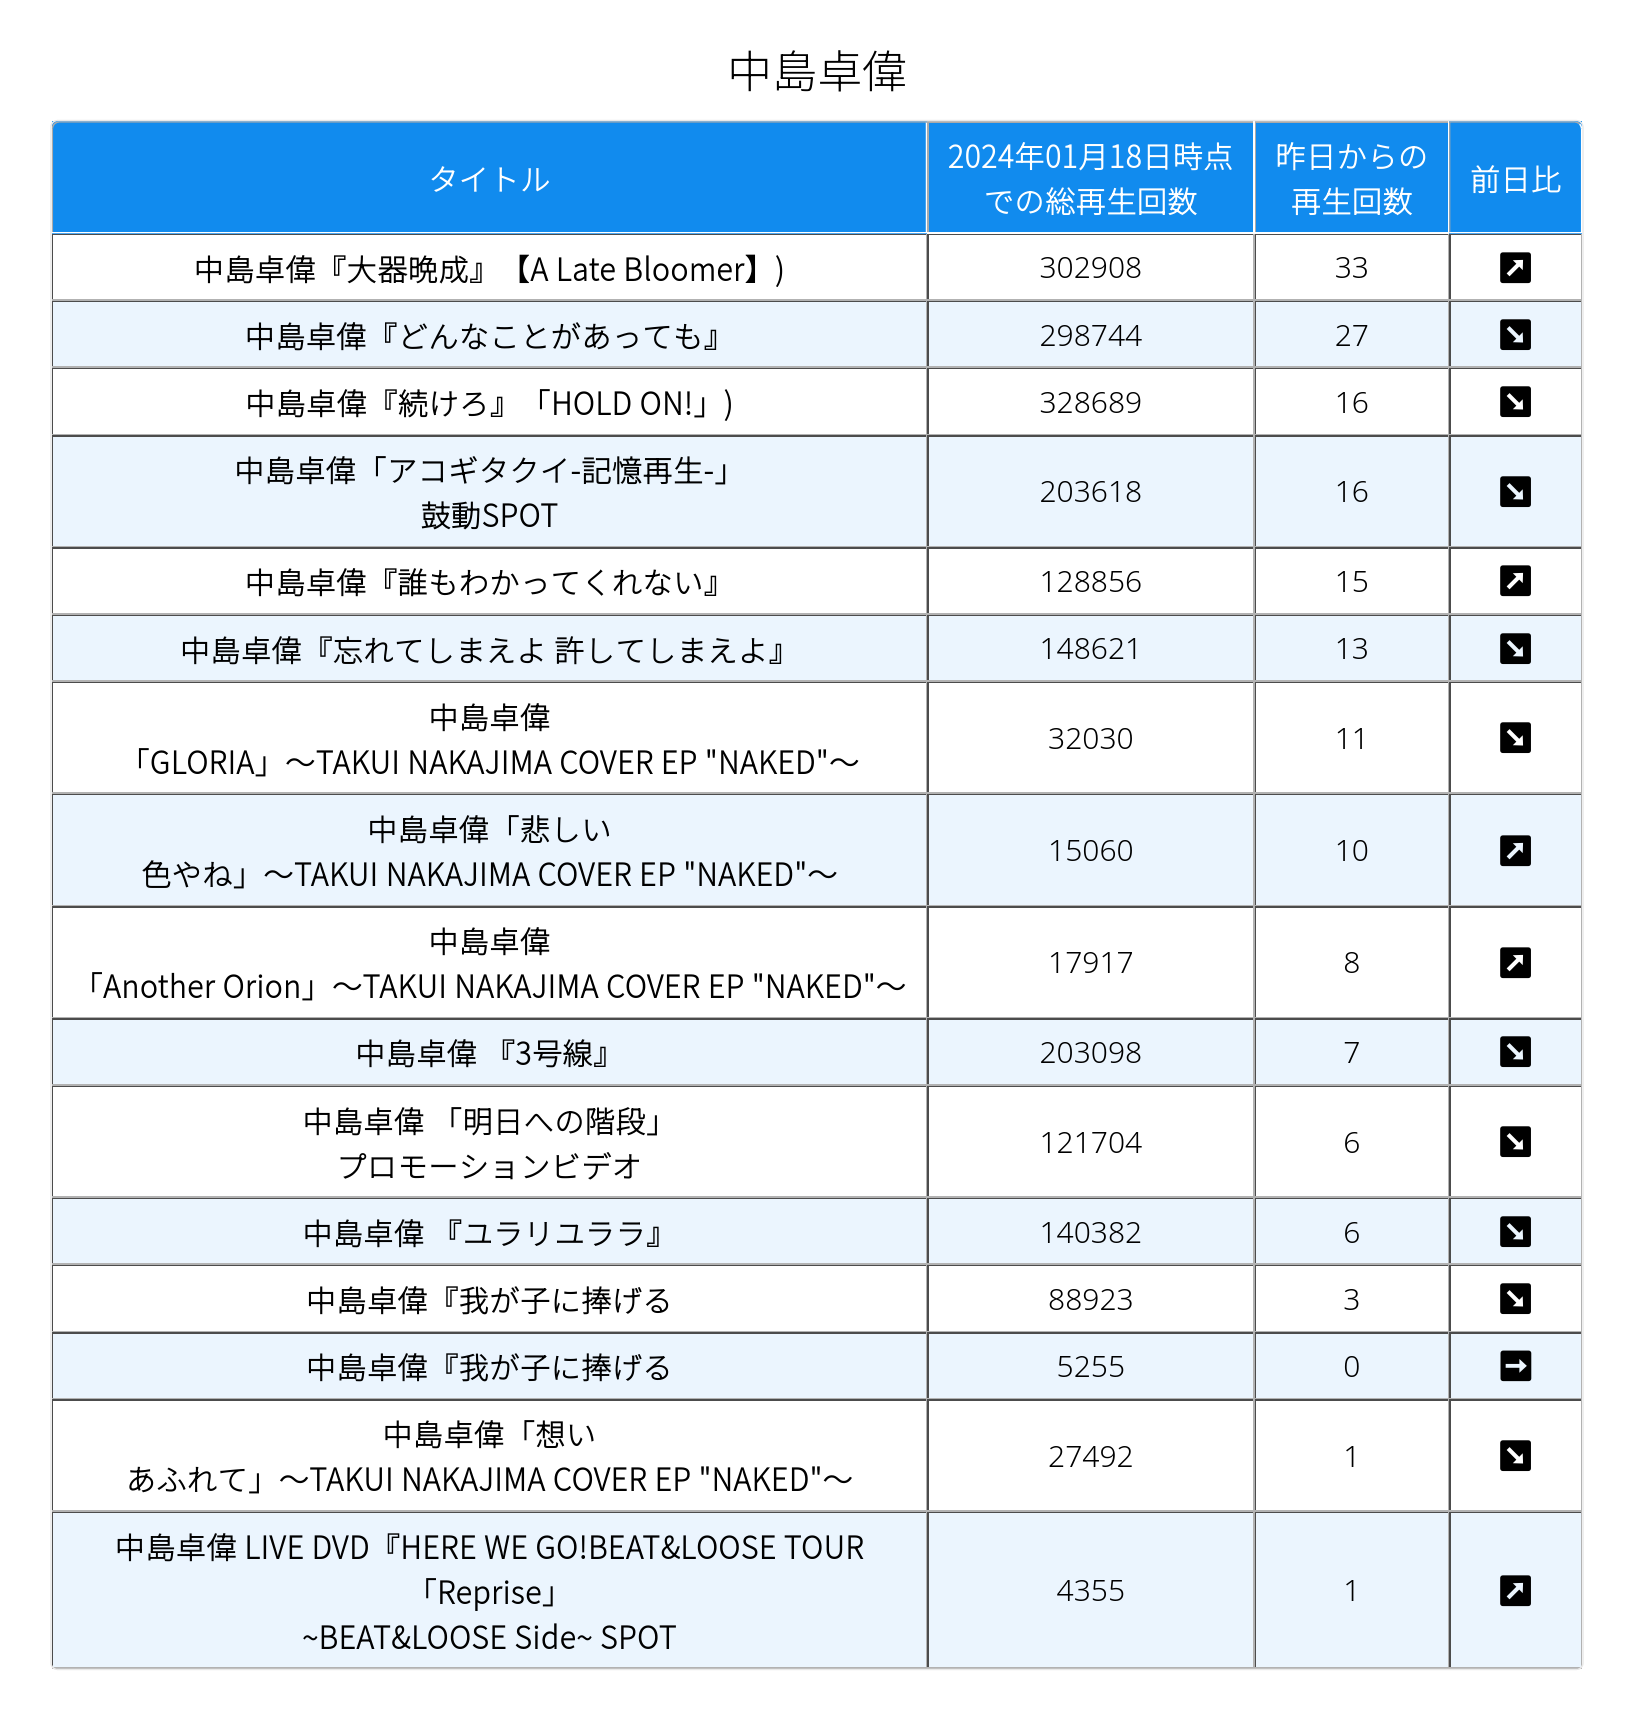 中島卓偉
タイトル
2024年01月18日時点
での総再生回数
昨日からの
再生回数
前日比
中島卓偉『大器晩成』【A Late Bloomer】)
302908
33
中島卓偉『どんなことがあっても』
298744
27
中島卓偉『続けろ』「HOLD ON!」)
328689
16
中島卓偉「アコギタクイ-記憶再生-」
鼓動SPOT
203618
16
中島卓偉『誰もわかってくれない』
128856
15
中島卓偉『忘れてしまえよ 許してしまえよ』
148621
13
中島卓偉
「GLORIA」～TAKUI NAKAJIMA COVER EP "NAKED"～
32030
11
中島卓偉「悲しい
色やね」～TAKUI NAKAJIMA COVER EP "NAKED"～
15060
10
中島卓偉
「Another Orion」～TAKUI NAKAJIMA COVER EP "NAKED"～
17917
8
中島卓偉 『3号線』
203098
7
中島卓偉 「明日への階段」
プロモーションビデオ
121704
6
中島卓偉 『ユラリユララ』
140382
6
中島卓偉『我が子に捧げる
88923
3
中島卓偉『我が子に捧げる
5255
0
中島卓偉「想い
あふれて」～TAKUI NAKAJIMA COVER EP "NAKED"～
27492
1
中島卓偉 LIVE DVD『HERE WE GO!BEAT&LOOSE TOUR
「Reprise」
~BEAT&LOOSE Side~ SPOT
4355
1